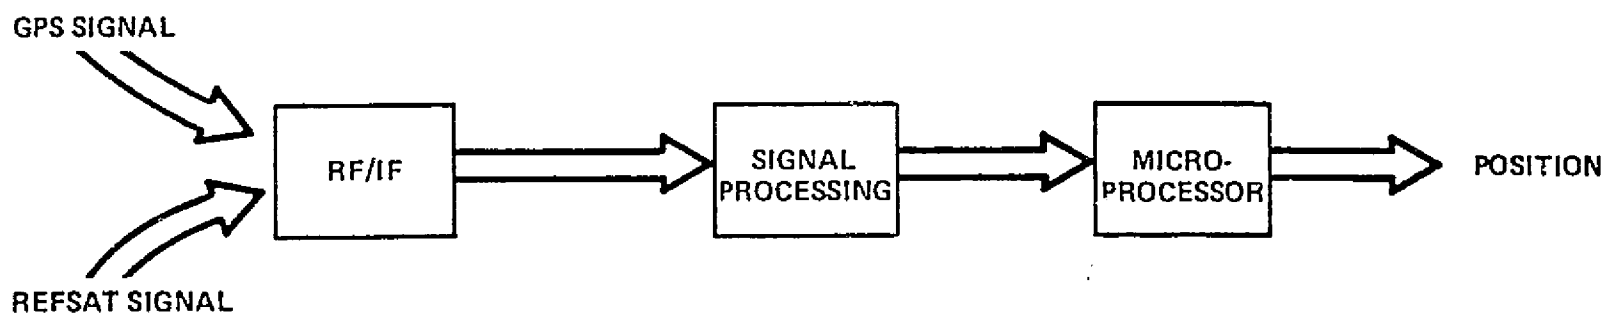 GPS SIGNAL
RF/IF
SIGNAL
PROCESSING
MICRO-
PROCESSOR
POSITION
REFSAT SIGNAL